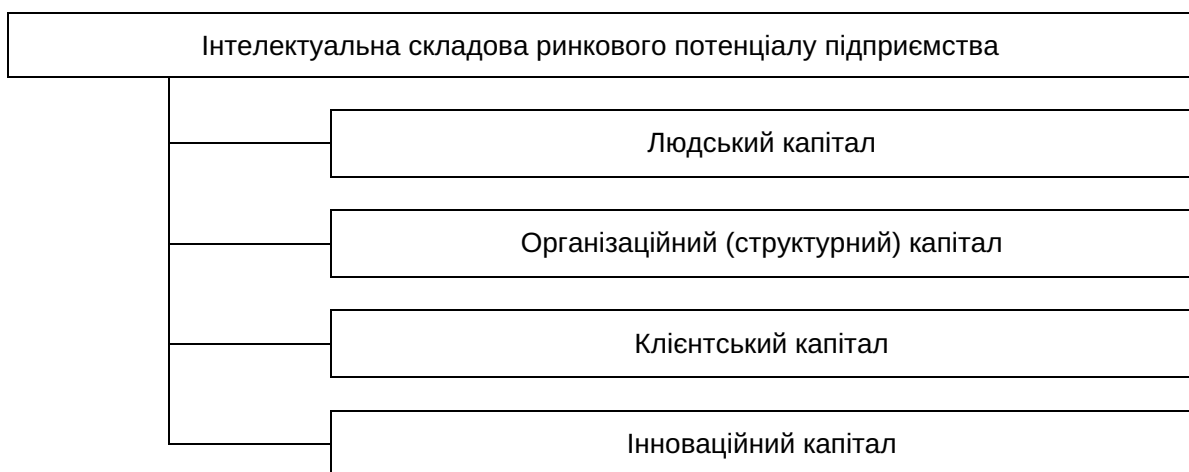 Інтелектуальна складова ринкового потенціалу підприємства
Людський капітал
Організаційний (структурний) капітал
Клієнтський капітал
Інноваційний капітал